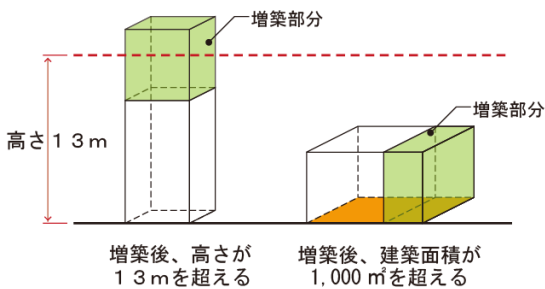 増築部分
高さ１３ｍ
増築部分
増築後、高さが
１３ｍを超える
増築後、建築面積が
1,000 ㎡を超える